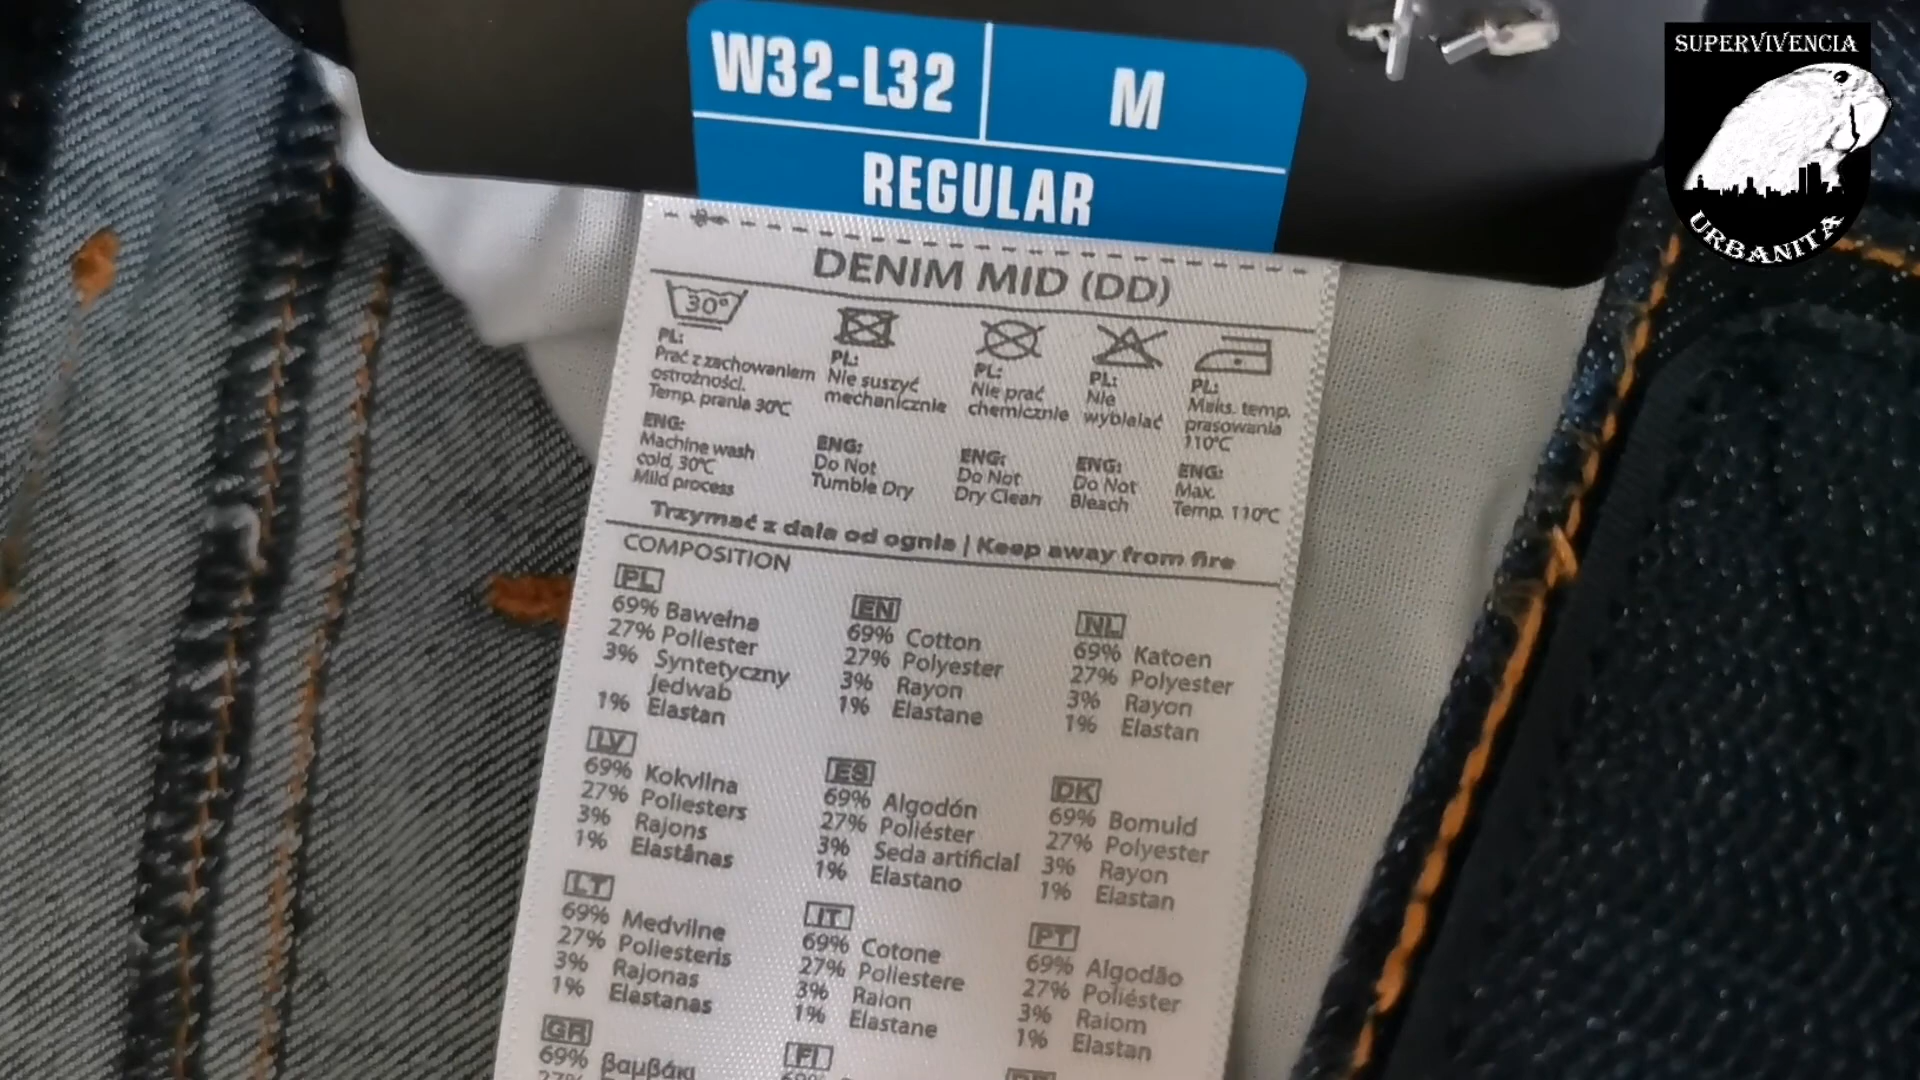 SUPERVIVENCIA
URBANITA
W32-L32
M
REGULAR
DENIM MID (DD)
30°
PL:
Prać z zachowaniem
ostrożności.
Temp. prania 30°C
ENG:
Machine wash
cold, 30°C
Mild process
PL:
Nie suszyć
mechanicznie
ENG:
Do Not
Tumble Dry
PL:
Nie prać
chemicznie
ENG:
Do Not
Dry Clean
PL:
Nie
wybielać
ENG:
Do Not
Bleach
PL:
Maks. temp.
prasowania
110°C
ENG:
Max.
Temp. 110°C
Trzymać z dala od ognia | Keep away from fire
COMPOSITION
PL
69% Bawełna
27% Poliester
3% Syntetyczny
Jedwab
1% Elastan
EN
69% Cotton
27% Polyester
3% Rayon
1% Elastane
NL
69% Katoen
27% Polyester
3% Rayon
1% Elastan
LV
69% Kokvilna
27% Poliesters
3% Rajons
1% Elastānas
ES
69% Algodón
27% Poliéster
3% Seda artificial
1% Elastano
DK
69% Bomuld
27% Polyester
3% Rayon
1% Elastan
LT
69% Medvilne
27% Poliesteris
3% Rajonas
1% Elastanas
IT
69% Cotone
27% Poliestere
3% Raion
1% Elastane
PT
69% Algodão
27% Poliéster
3% Raiom
1% Elastan
GR
69% βαμβάκι
27%
FI
69%